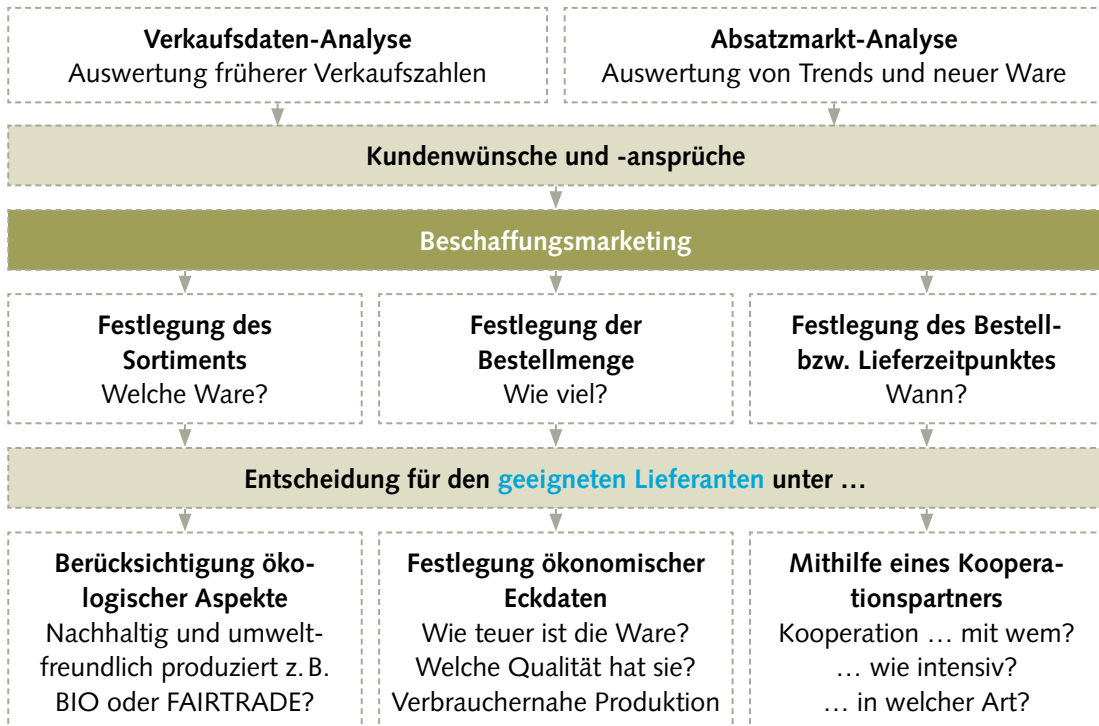 Verkaufsdaten-Analyse
Auswertung früherer Verkaufszahlen
Absatzmarkt-Analyse
Auswertung von Trends und neuer Ware
Kundenwünsche und -ansprüche
Beschaffungsmarketing
Festlegung des
Sortiments
Welche Ware?
Festlegung der
Bestellmenge
Wie viel?
Festlegung des Bestell-
bzw. Lieferzeitpunktes
Wann?
Entscheidung für den geeigneten Lieferanten unter …
Berücksichtigung öko-
logischer Aspekte
Nachhaltig und umwelt-
freundlich produziert z. B.
BIO oder FAIRTRADE?
Festlegung ökonomischer
Eckdaten
Wie teuer ist die Ware?
Welche Qualität hat sie?
Verbrauchernahe Produktion
Mithilfe eines Koopera-
tionspartners
Kooperation … mit wem?
… wie intensiv?
… in welcher Art?